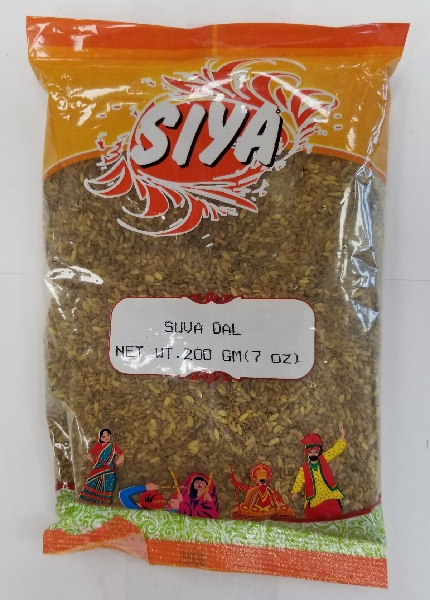 SIYA
SUVA DAL
NET WT.200 GM(7 OZ)